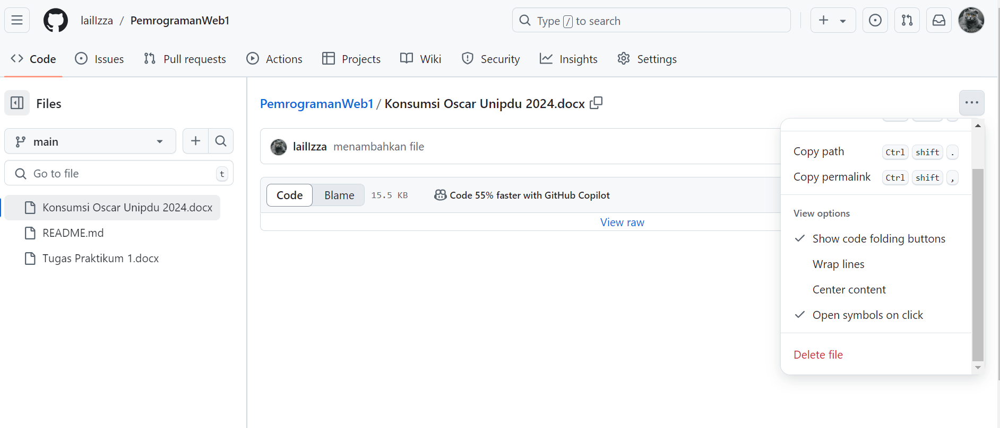 lailIzza / PemrogramanWeb1
Type / to search
Code Issues Pull requests Actions Projects Wiki Security Insights Settings
Files
main
Go to file t
Konsumsi Oscar Unipdu 2024.docx
README.md
Tugas Praktikum 1.docx
PemrogramanWeb1 / Konsumsi Oscar Unipdu 2024.docx
lailIzza menambahkan file
Code Blame 15.5 KB Code 55% faster with GitHub Copilot
View raw
Copy path Ctrl shift .
Copy permalink Ctrl shift ,
View options
Show code folding buttons
Wrap lines
Center content
Open symbols on click
Delete file